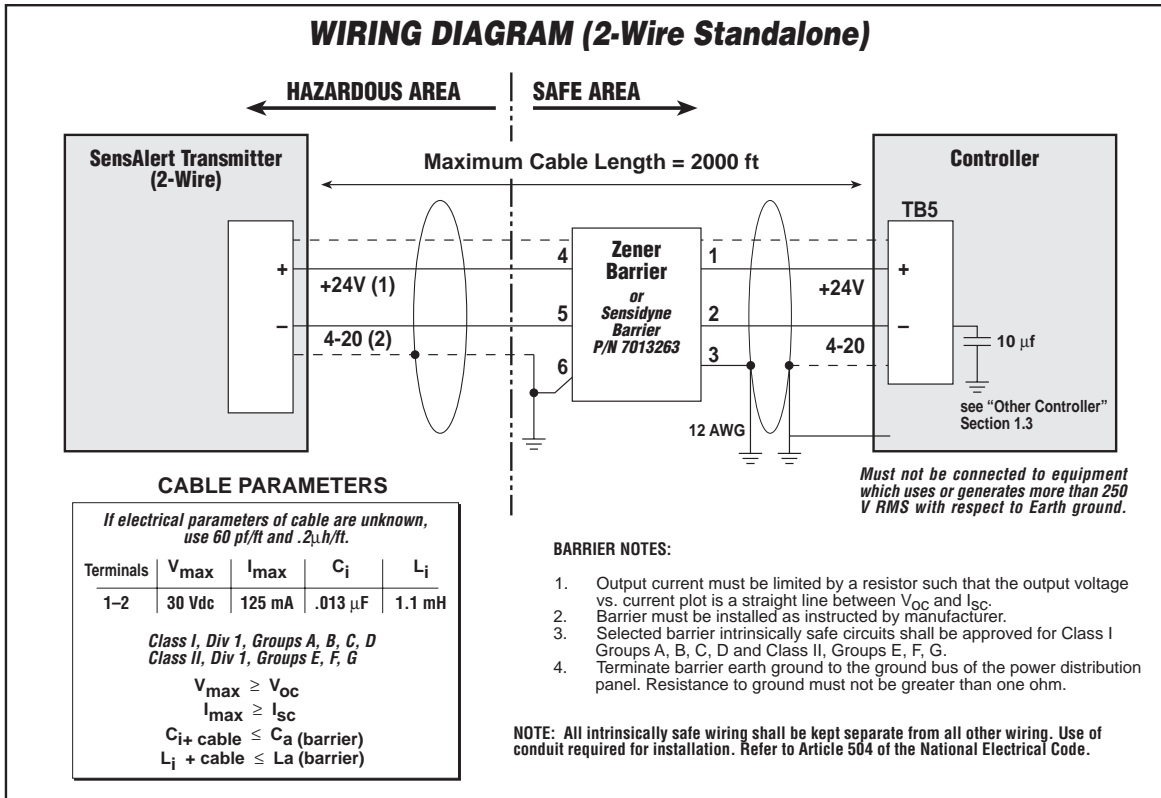 WIRING DIAGRAM (2-Wire Standalone)
HAZARDOUS AREA
SAFE AREA
SensAlert Transmitter
(2-Wire)
Maximum Cable Length = 2000 ft
Controller
TB5
+
+24V (1)
–
4-20 (2)
4
5
6
Zener
Barrier
or
Sensidyne
Barrier
P/N 7013263
1
2
3
12 AWG
+24V
+
4-20
–
10 μf
see “Other Controller”
Section 1.3
Must not be connected to equipment
which uses or generates more than 250
V RMS with respect to Earth ground.
CABLE PARAMETERS
If electrical parameters of cable are unknown,
use 60 pf/ft and .2μh/ft.
Terminals Vmax Imax Ci Li
1–2 30 Vdc 125 mA .013 μF 1.1 mH
Class I, Div 1, Groups A, B, C, D
Class II, Div 1, Groups E, F, G
Vmax ≥ Voc
Imax ≥ Isc
Ci+ cable ≤ Ca (barrier)
Li + cable ≤ La (barrier)
BARRIER NOTES:
1. Output current must be limited by a resistor such that the output voltage
vs. current plot is a straight line between VOC and ISC.
2. Barrier must be installed as instructed by manufacturer.
3. Selected barrier intrinsically safe circuits shall be approved for Class I
Groups A, B, C, D and Class II, Groups E, F, G.
4. Terminate barrier earth ground to the ground bus of the power distribution
panel. Resistance to ground must not be greater than one ohm.
NOTE: All intrinsically safe wiring shall be kept separate from all other wiring. Use of
conduit required for installation. Refer to Article 504 of the National Electrical Code.